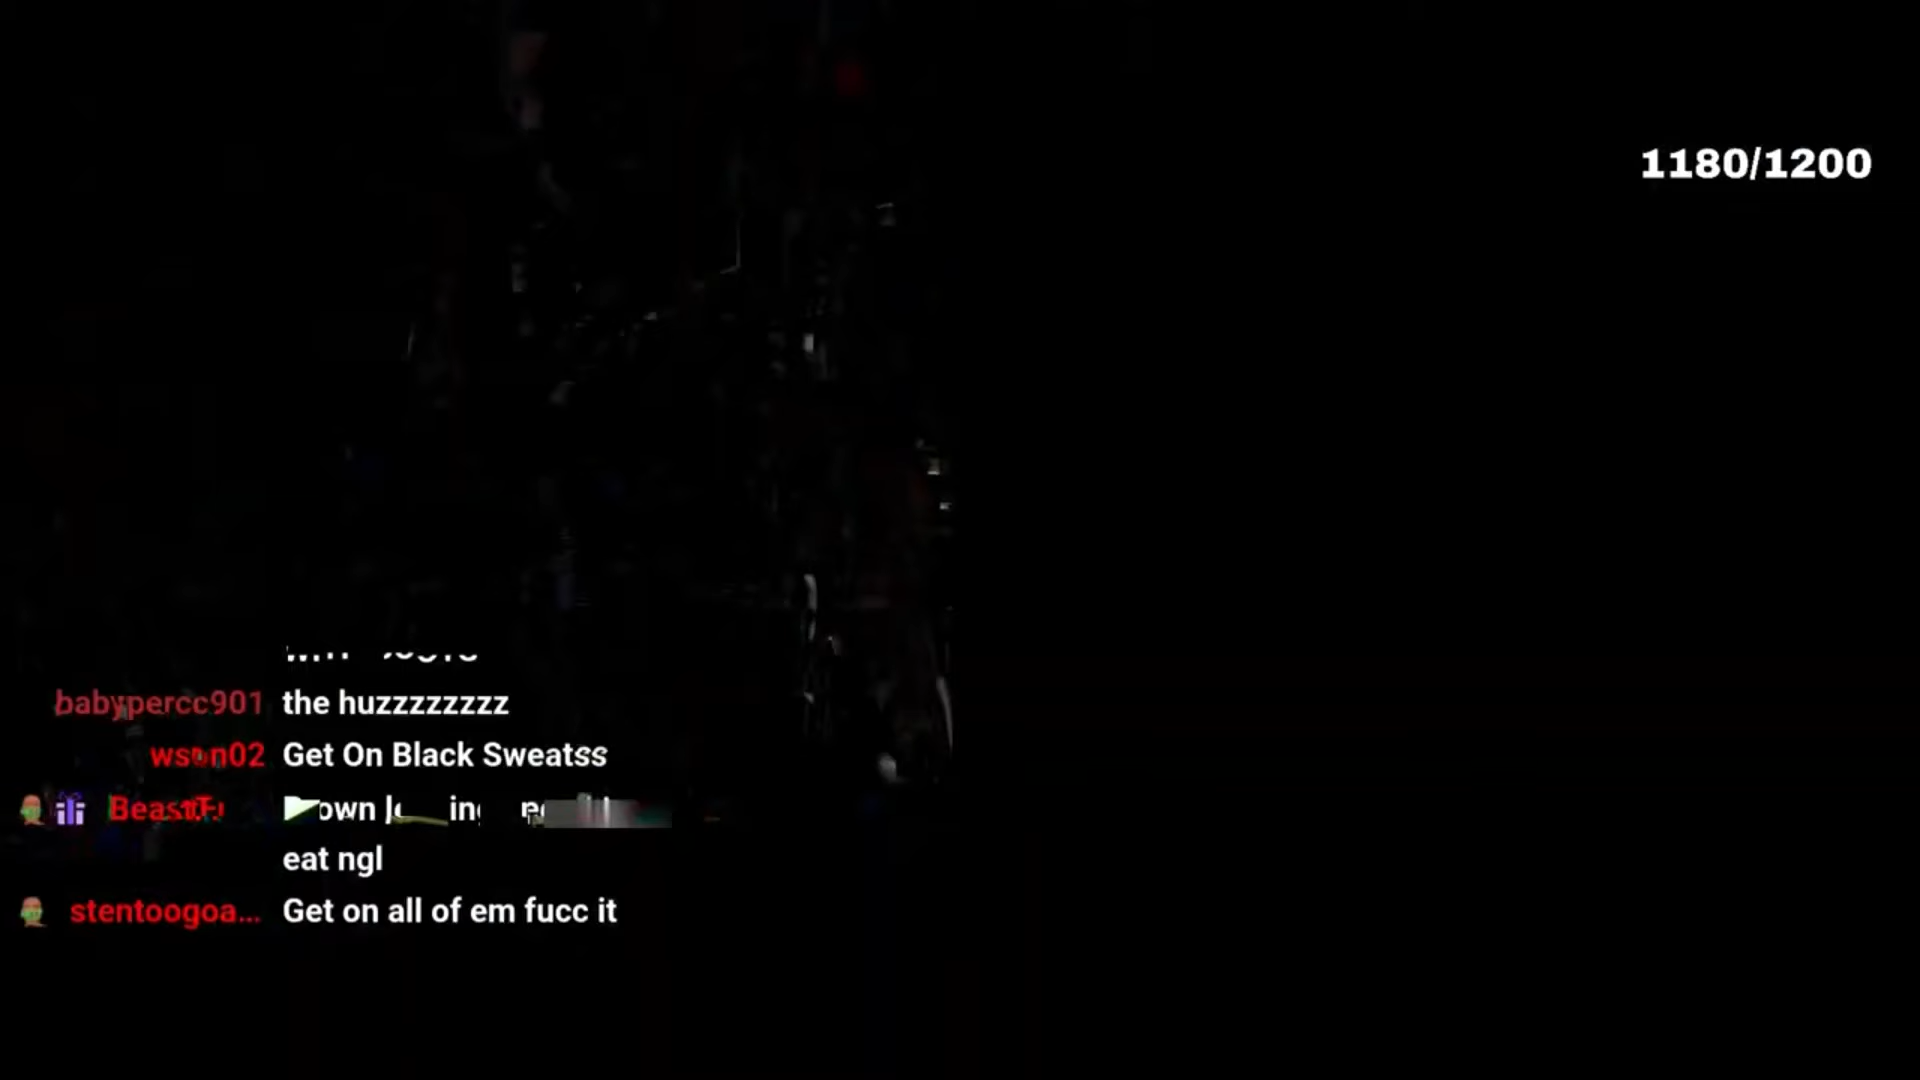 1180/1200
babypercc901 the huzzzzzzzz
wson02 Get On Black Sweatss
eat ngl
stentoogoa... Get on all of em fucc it